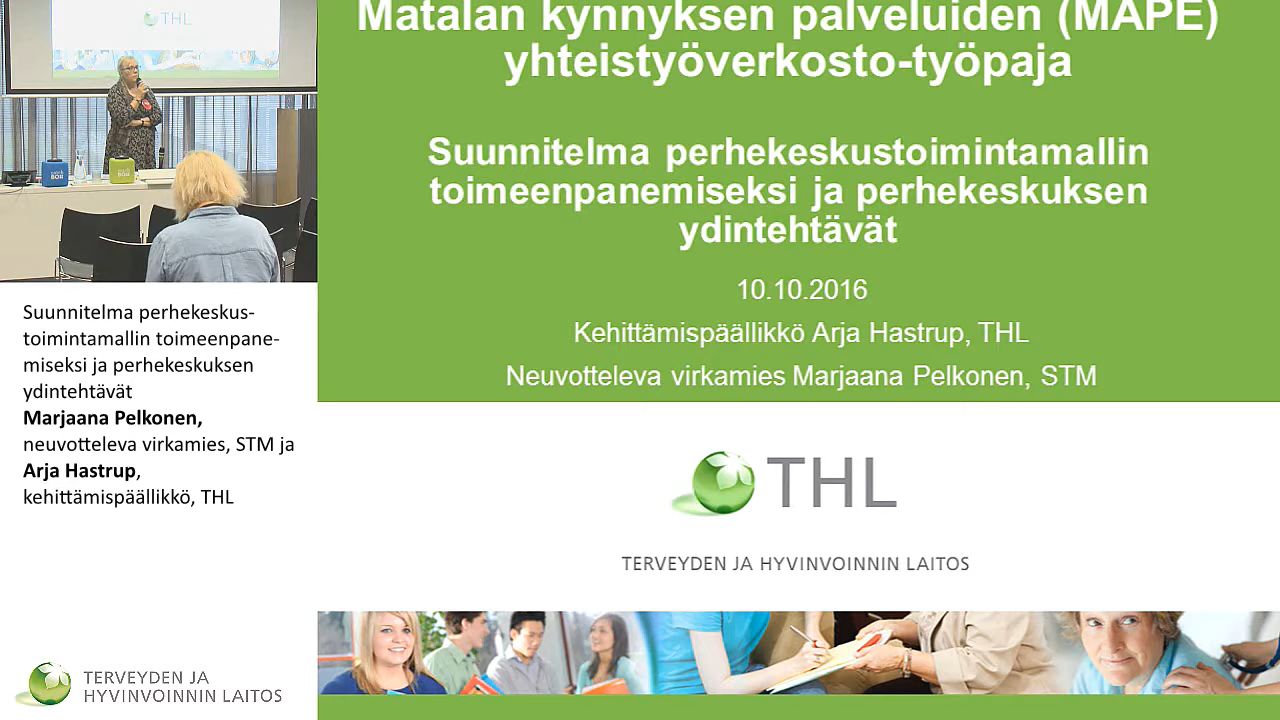 THL
Suunnitelma perhekeskus-
toimintamallin toimeenpane-
miseksi ja perhekeskuksen
ydintehtävät
Marjaana Pelkonen,
neuvotteleva virkamies, STM ja
Arja Hastrup,
kehittämispäällikkö, THL
TERVEYDEN JA
HYVINVOINNIN LAITOS
Matalan kynnyksen palveluiden (MAPE)
yhteistyöverkosto-työpaja
Suunnitelma perhekeskustoimintamallin
toimeenpanemiseksi ja perhekeskuksen
ydintehtävät
10.10.2016
Kehittämispäällikkö Arja Hastrup, THL
Neuvotteleva virkamies Marjaana Pelkonen, STM
THL
TERVEYDEN JA HYVINVOINNIN LAITOS